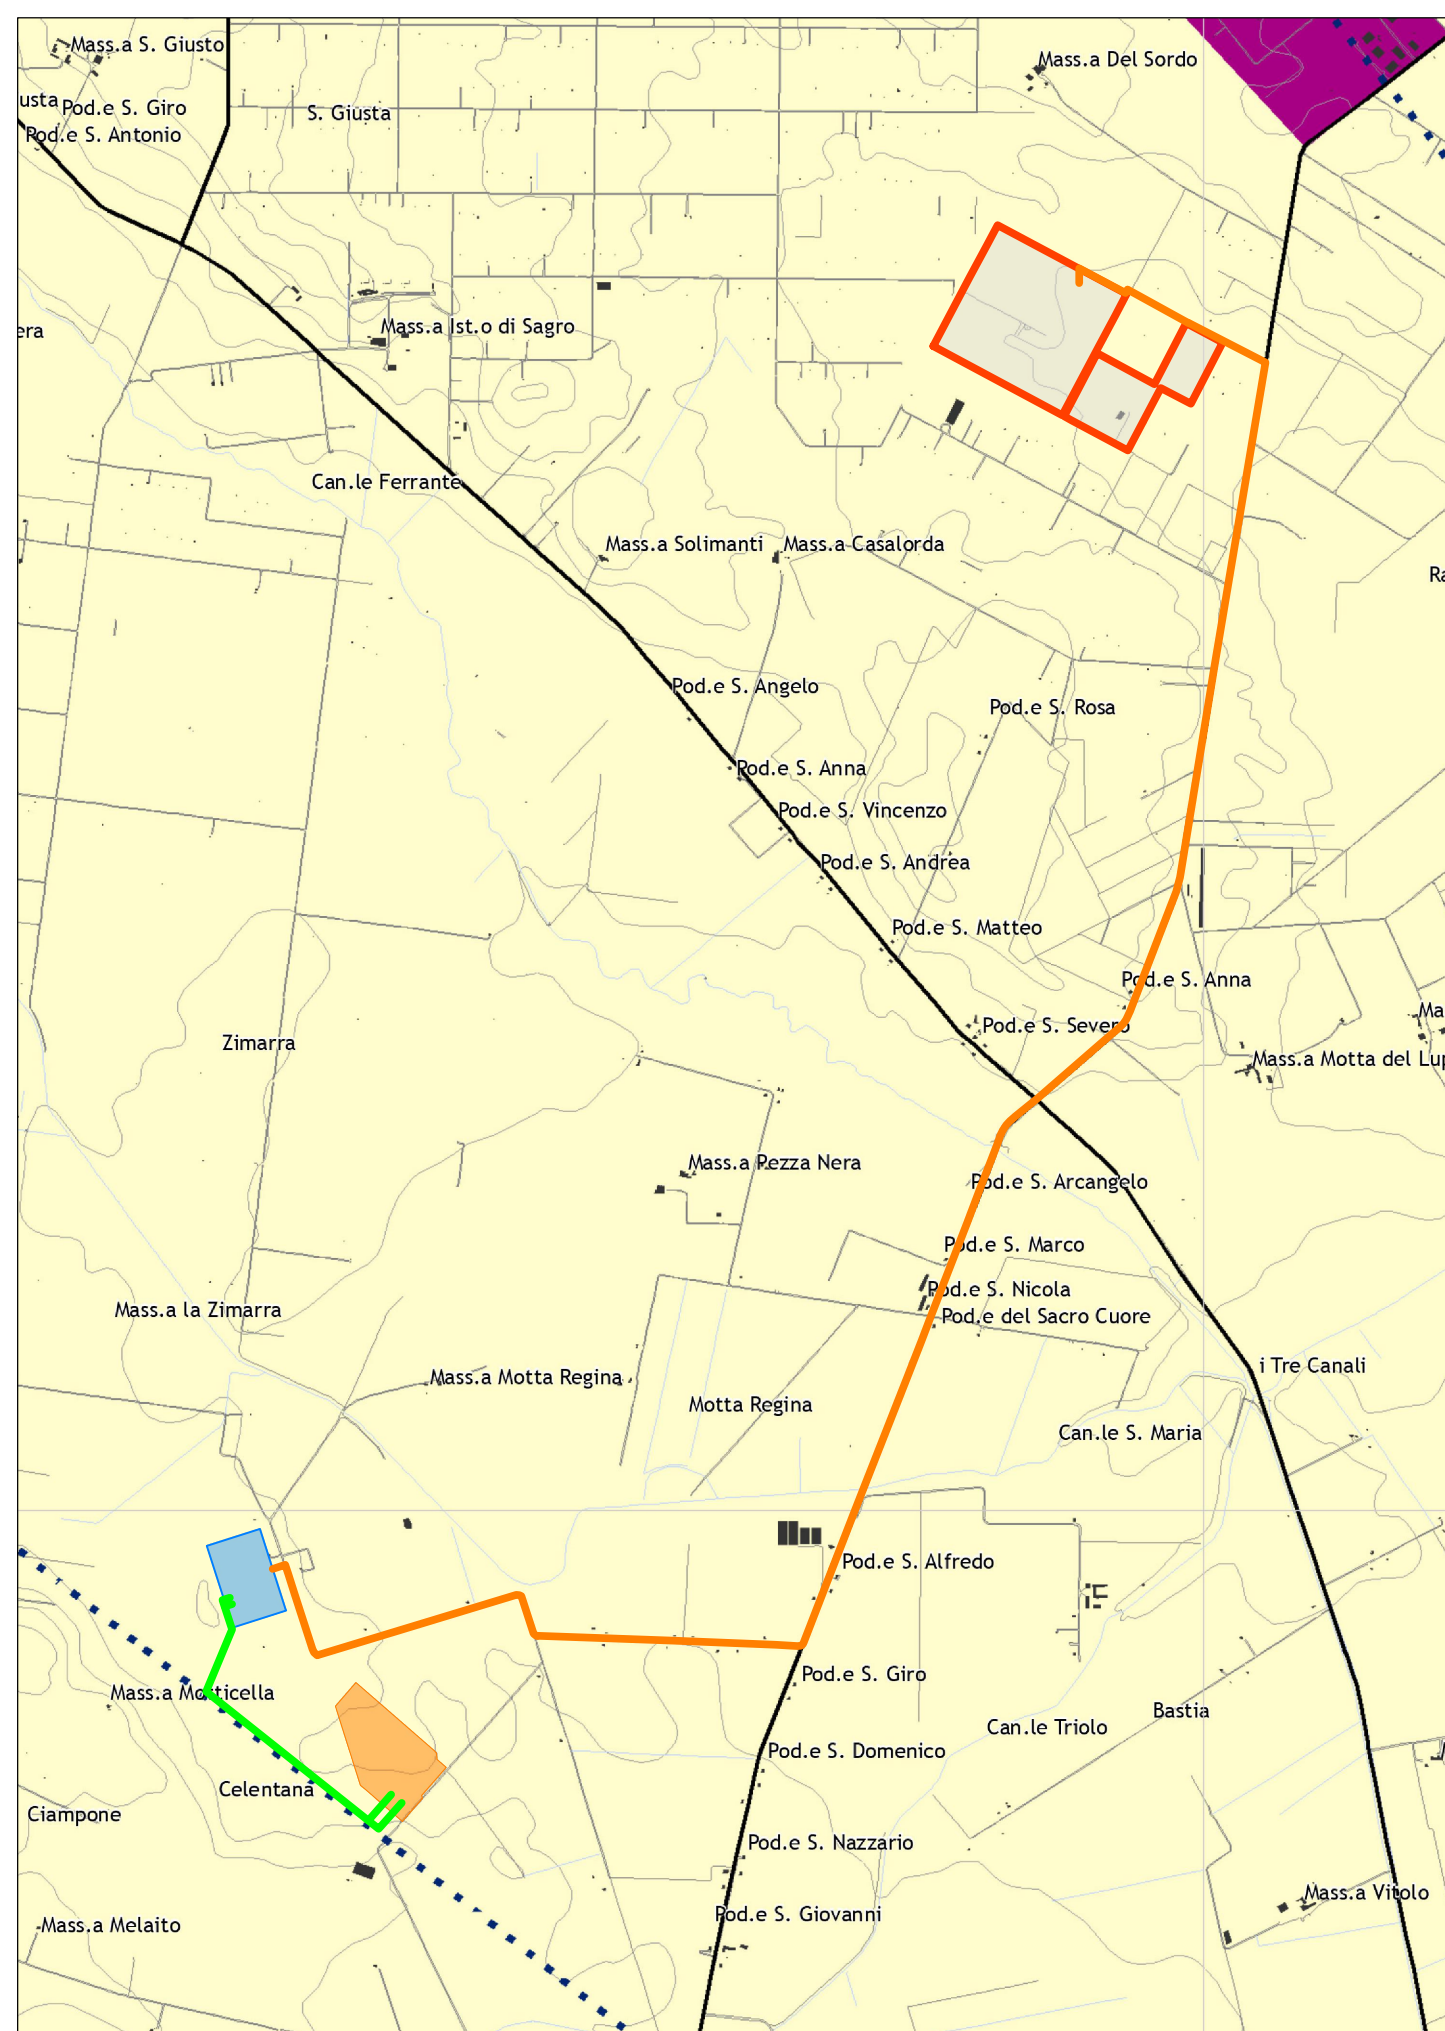 Mass.a S. Giusto
Mass.a Del Sordo
usta
Pod.e S. Giro
S. Giusta
Pod.e S. Antonio
era
Mass.a Ist.o di Sagro
Can.le Ferrante
Mass.a Solimanti
Mass.a Casalorda
Ra
Pod.e S. Angelo
Pod.e S. Rosa
Pod.e S. Anna
Pod.e S. Vincenzo
Pod.e S. Andrea
Pod.e S. Matteo
Pod.e S. Anna
Ma
Pod.e S. Severo
Zimarra
Mass.a Motta del Lup
Mass.a Pezza Nera
Pod.e S. Arcangelo
Pod.e S. Marco
Pod.e S. Nicola
Mass.a la Zimarra
Pod.e del Sacro Cuore
i Tre Canali
Mass.a Motta Regina
Motta Regina
Can.le S. Maria
Pod.e S. Alfredo
Pod.e S. Giro
Mass.a Morticella
Bastia
Can.le Triolo
Pod.e S. Domenico
Celentana
Ciampone
Pod.e S. Nazzario
Mass.a Vitolo
Pod.e S. Giovanni
Mass.a Melaito